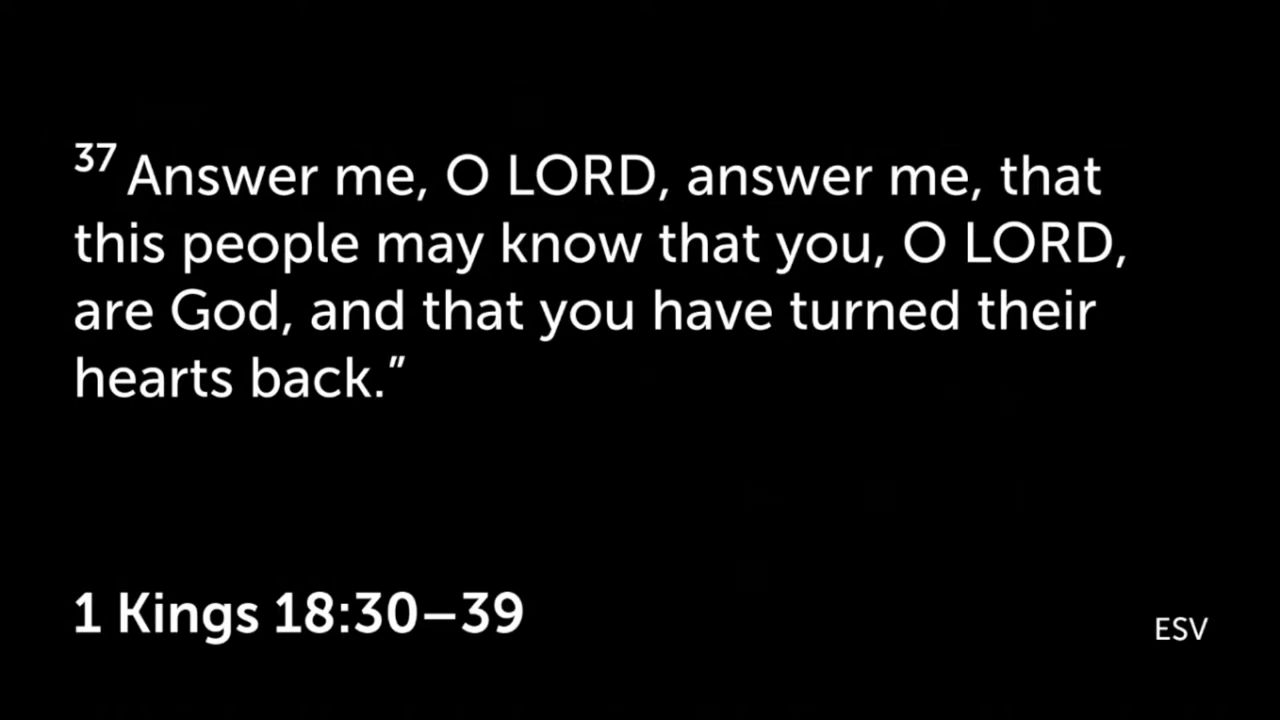 37 Answer me, O LORD, answer me, that
this people may know that you, O LORD,
are God, and that you have turned their
hearts back.”
1 Kings 18:30–39
ESV